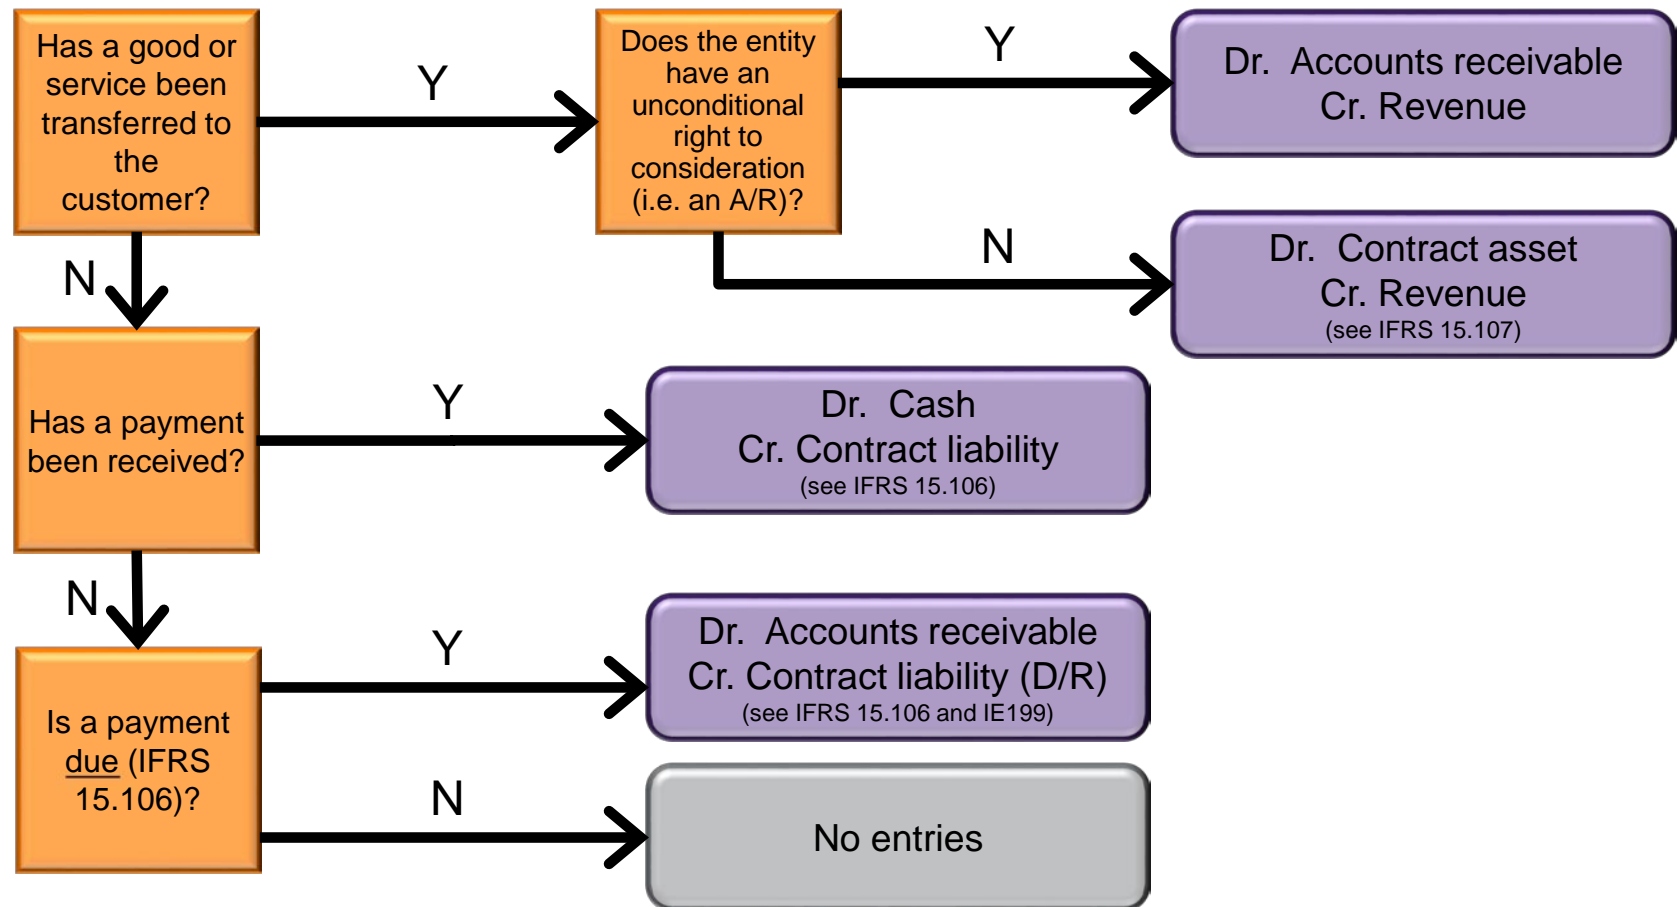 Has a good or
service been
transferred to
the
customer?
Y
Does the entity
have an
unconditional
right to
consideration
(i.e. an A/R)?
Y
Dr.  Accounts receivable
Cr. Revenue
N
Dr.  Contract asset
Cr. Revenue
(see IFRS 15.107)
N
Has a payment
been received?
Y
Dr.  Cash
Cr. Contract liability
(see IFRS 15.106)
N
Is a payment
due (IFRS
15.106)?
Y
Dr.  Accounts receivable
Cr. Contract liability (D/R)
(see IFRS 15.106 and IE199)
N
No entries